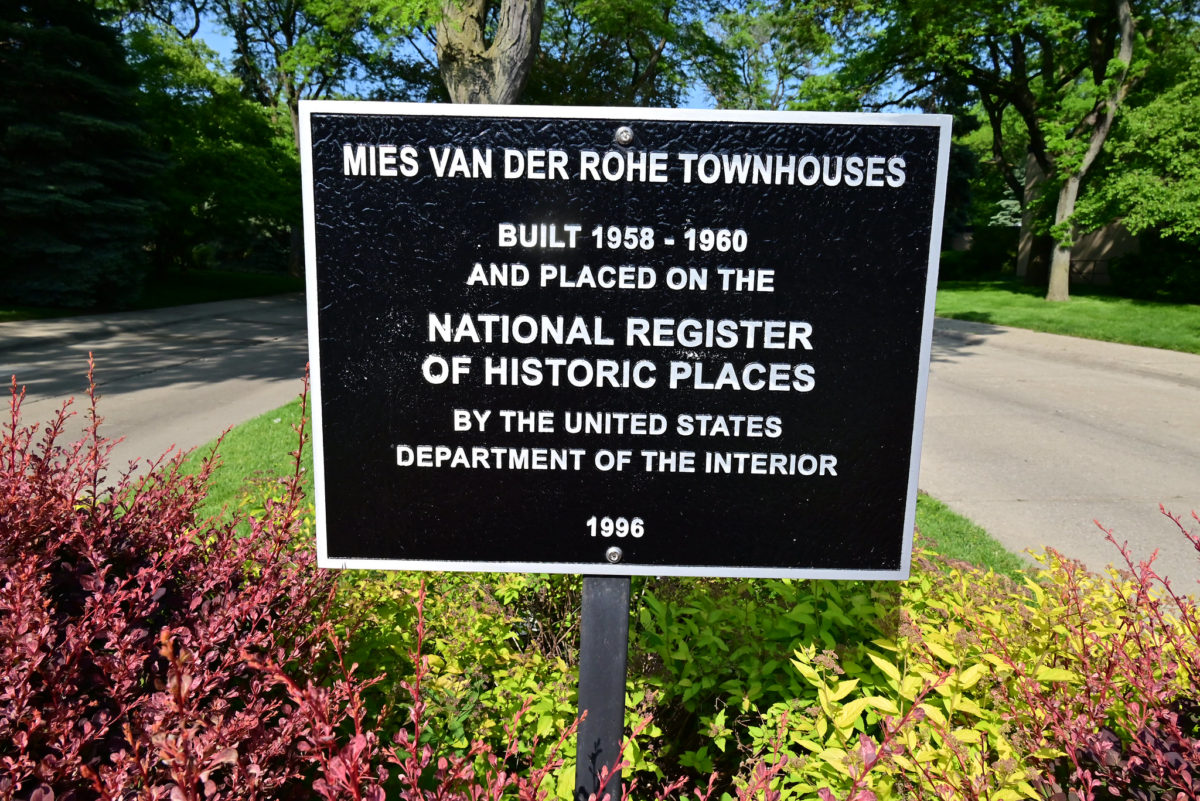 MIES VAN DER ROHE TOWNHOUSES
BUILT 1958 - 1960
AND PLACED ON THE
NATIONAL REGISTER
OF HISTORIC PLACES
BY THE UNITED STATES
DEPARTMENT OF THE INTERIOR
1996